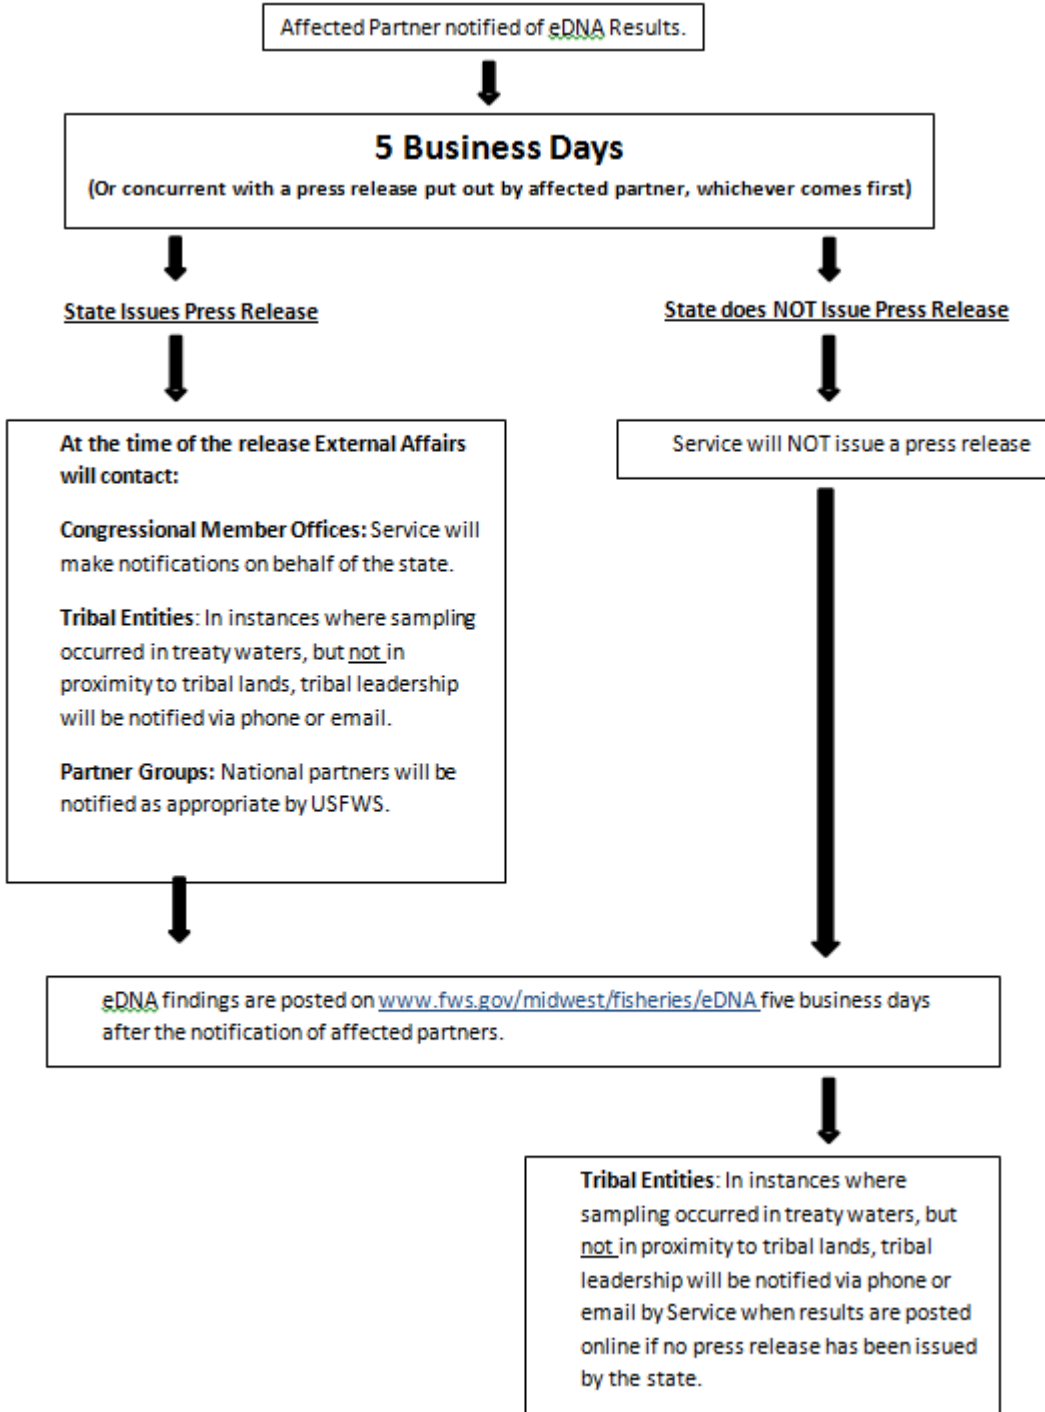 Affected Partner notified of eDNA Results.
5 Business Days
(Or concurrent with a press release put out by affected partner, whichever comes first)
State Issues Press Release
State does NOT Issue Press Release
At the time of the release External Affairs
will contact:
Congressional Member Offices: Service will
make notifications on behalf of the state.
Tribal Entities: In instances where sampling
occurred in treaty waters, but not in
proximity to tribal lands, tribal leadership
will be notified via phone or email.
Partner Groups: National partners will be
notified as appropriate by USFWS.
Service will NOT issue a press release
eDNA findings are posted on www.fws.gov/midwest/fisheries/eDNA five business days
after the notification of affected partners.
Tribal Entities: In instances where
sampling occurred in treaty waters, but
not in proximity to tribal lands, tribal
leadership will be notified via phone or
email by Service when results are posted
online if no press release has been issued
by the state.